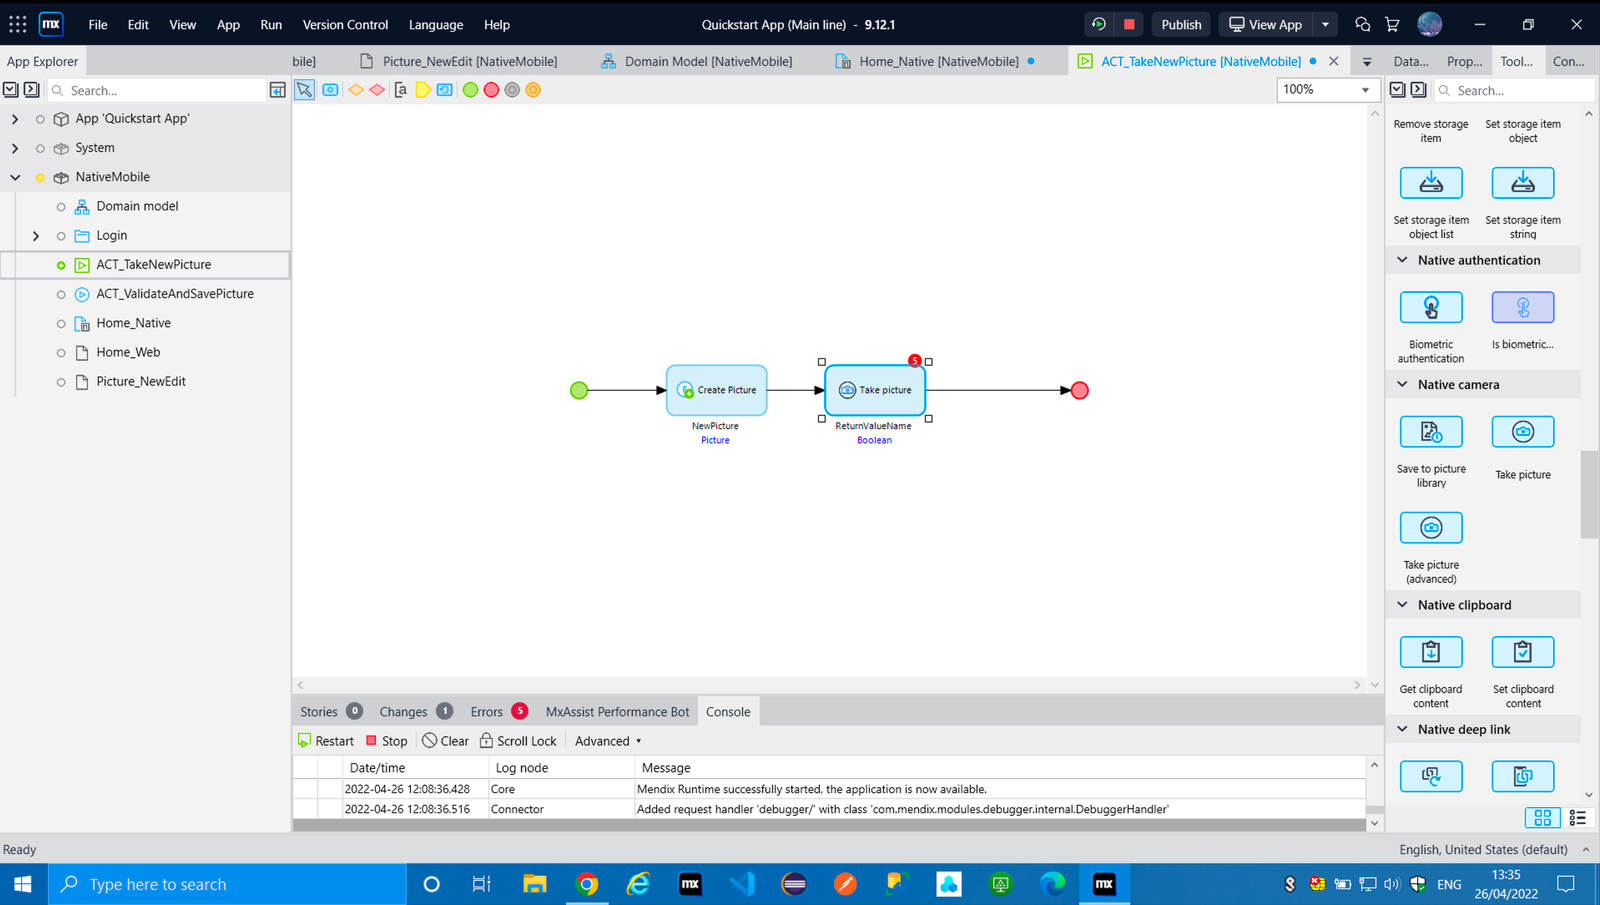 mx File Edit View App Run Version Control Language Help Quickstart App (Main line) - 9.12.1 Publish View App
App Explorer bile] Picture_NewEdit [NativeMobile] Domain Model [NativeMobile] Home_Native [NativeMobile] ACT_TakeNewPicture [NativeMobile] Data... Prop... Tool... Con...
Search... 100% Search...
App 'Quickstart App'
System
NativeMobile
Domain model
Login
ACT_TakeNewPicture
ACT_ValidateAndSavePicture
Home_Native
Home_Web
Picture_NewEdit
5
Create Picture Take picture
NewPicture ReturnValueName
Picture Boolean
Remove storage item
Set storage item object
Set storage item object list
Set storage item string
Native authentication
Biometric authentication
Is biometric...
Native camera
Save to picture library
Take picture
Take picture (advanced)
Native clipboard
Get clipboard content
Set clipboard content
Native deep link
Stories 0 Changes 1 Errors 5 MxAssist Performance Bot Console
Restart Stop Clear Scroll Lock Advanced
Date/time Log node Message
2022-04-26 12:08:36.428 Core Mendix Runtime successfully started, the application is now available.
2022-04-26 12:08:36.516 Connector Added request handler 'debugger/' with class 'com.mendix.modules.debugger.internal.DebuggerHandler'
Ready English, United States (default)
Type here to search mx mx ENG 13:35
26/04/2022